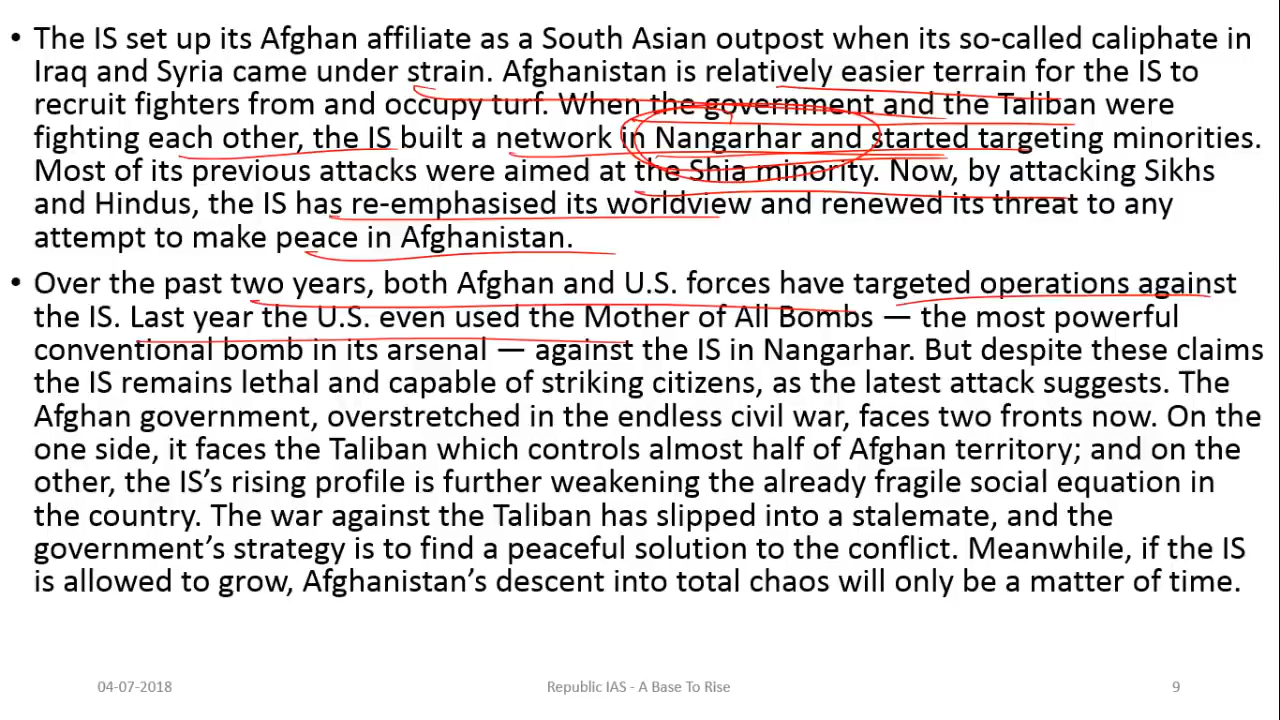 • The IS set up its Afghan affiliate as a South Asian outpost when its so-called caliphate in
Iraq and Syria came under strain. Afghanistan is relatively easier terrain for the IS to
recruit fighters from and occupy turf. When the government and the Taliban were
fighting each other, the IS built a network in Nangarhar and started targeting minorities.
Most of its previous attacks were aimed at the Shia minority. Now, by attacking Sikhs
and Hindus, the IS has re-emphasised its worldview and renewed its threat to any
attempt to make peace in Afghanistan.
• Over the past two years, both Afghan and U.S. forces have targeted operations against
the IS. Last year the U.S. even used the Mother of All Bombs — the most powerful
conventional bomb in its arsenal — against the IS in Nangarhar. But despite these claims
the IS remains lethal and capable of striking citizens, as the latest attack suggests. The
Afghan government, overstretched in the endless civil war, faces two fronts now. On the
one side, it faces the Taliban which controls almost half of Afghan territory; and on the
other, the IS’s rising profile is further weakening the already fragile social equation in
the country. The war against the Taliban has slipped into a stalemate, and the
government’s strategy is to find a peaceful solution to the conflict. Meanwhile, if the IS
is allowed to grow, Afghanistan’s descent into total chaos will only be a matter of time.
04-07-2018
Republic IAS - A Base To Rise
9